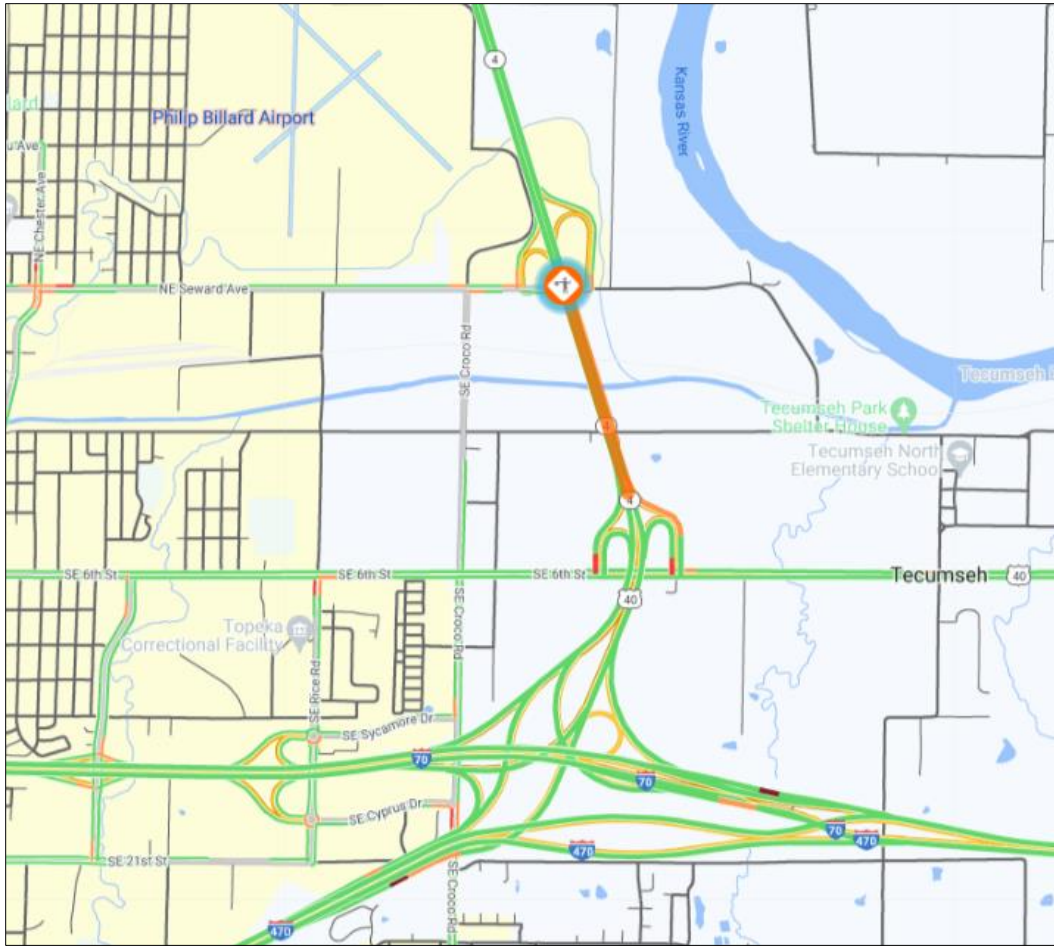 4
Kansas River
Philip Billard Airport
lard
u Ave
NE Chester Ave
NE Seward Ave
SE Croco Rd
Tecumseh
4
Tecumseh Park
Shelter House
Tecumseh North
Elementary School
4
SE 6th St
SE 6th St
SE 6th St
Tecumseh
40
40
SE Croco Rd
Topeka
Correctional Facility
SE Rice Rd
SE Sycamore Dr
70
70
SE Cyprus Dr
70
470
470
SE 21st St
SE Croco Rd
470